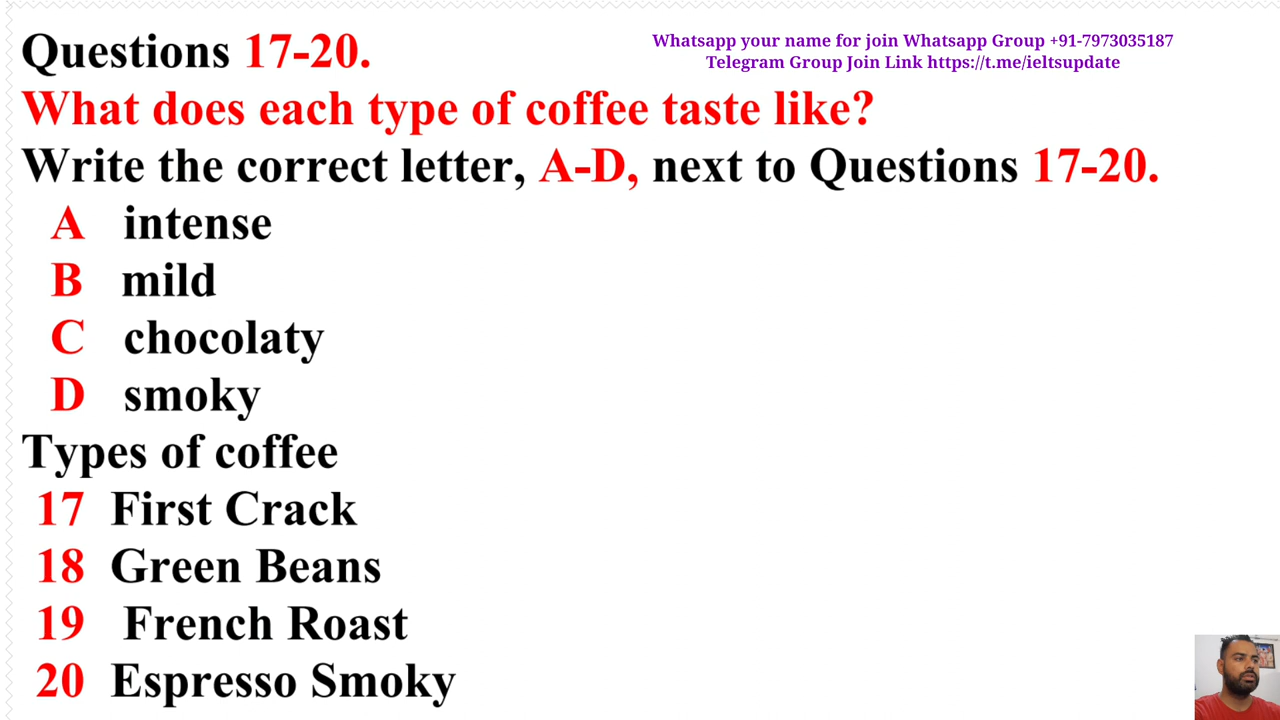 Questions 17-20.
Whatsapp your name for join Whatsapp Group +91-7973035187
Telegram Group Join Link https://t.me/ieltsupdate
What does each type of coffee taste like?
Write the correct letter, A-D, next to Questions 17-20.
A intense
B mild
C chocolaty
D smoky
Types of coffee
17 First Crack
18 Green Beans
19 French Roast
20 Espresso Smoky